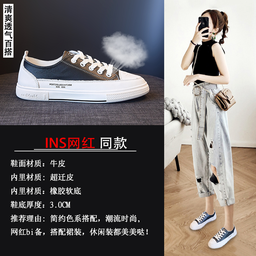 清爽透气百搭
INS网红 同款
鞋面材质：牛皮
内里材质：超迁皮
内里材质：橡胶软底
鞋底厚度：3.0CM
推荐理由：简约色系搭配，潮流时尚，
网红bi备，搭配裙装，休闲装都美美哒！